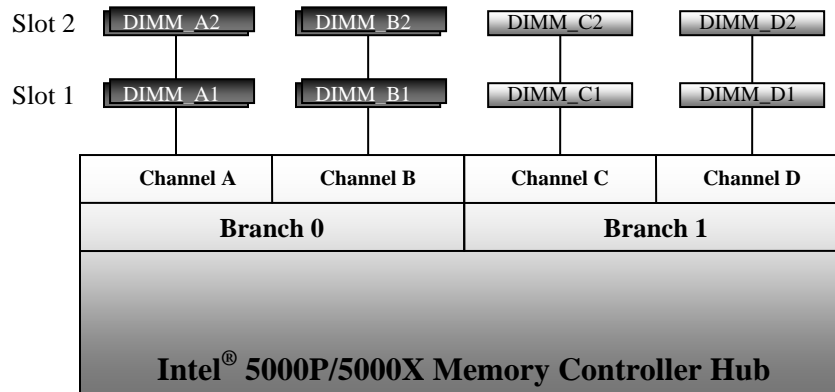 Slot 2 DIMM_A2 DIMM_B2 DIMM_C2 DIMM_D2
Slot 1 DIMM_A1 DIMM_B1 DIMM_C1 DIMM_D1
Channel A Channel B Channel C Channel D
Branch 0 Branch 1
Intel® 5000P/5000X Memory Controller Hub